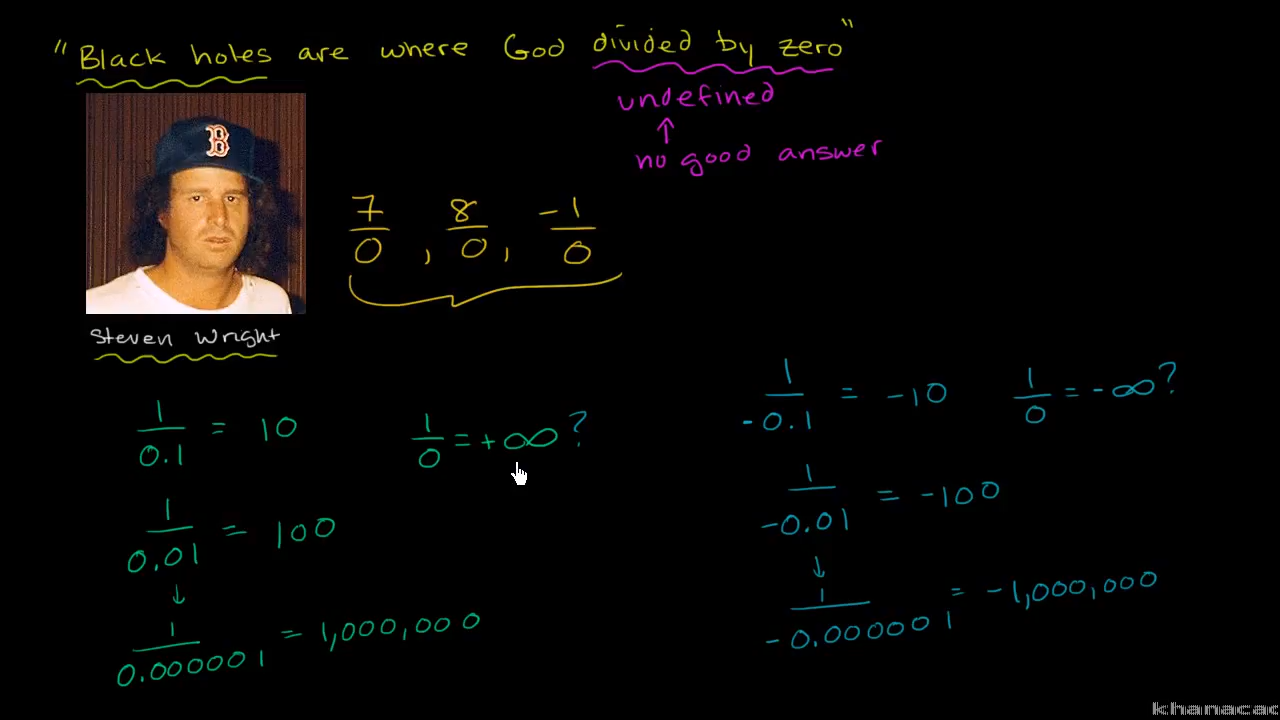 "Black holes are where God divided by zero"
undefined
↑
no good answer
B
7/0 , 8/0, -1/0
Steven Wright
1/0.1 = 10
1/0 = +∞?
1/0.01 = 100
↓
1/0.000001 = 1,000,000
1/-0.1 = -10
1/0 = -∞?
1/-0.01 = -100
↓
1/-0.000001 = -1,000,000
khanacac